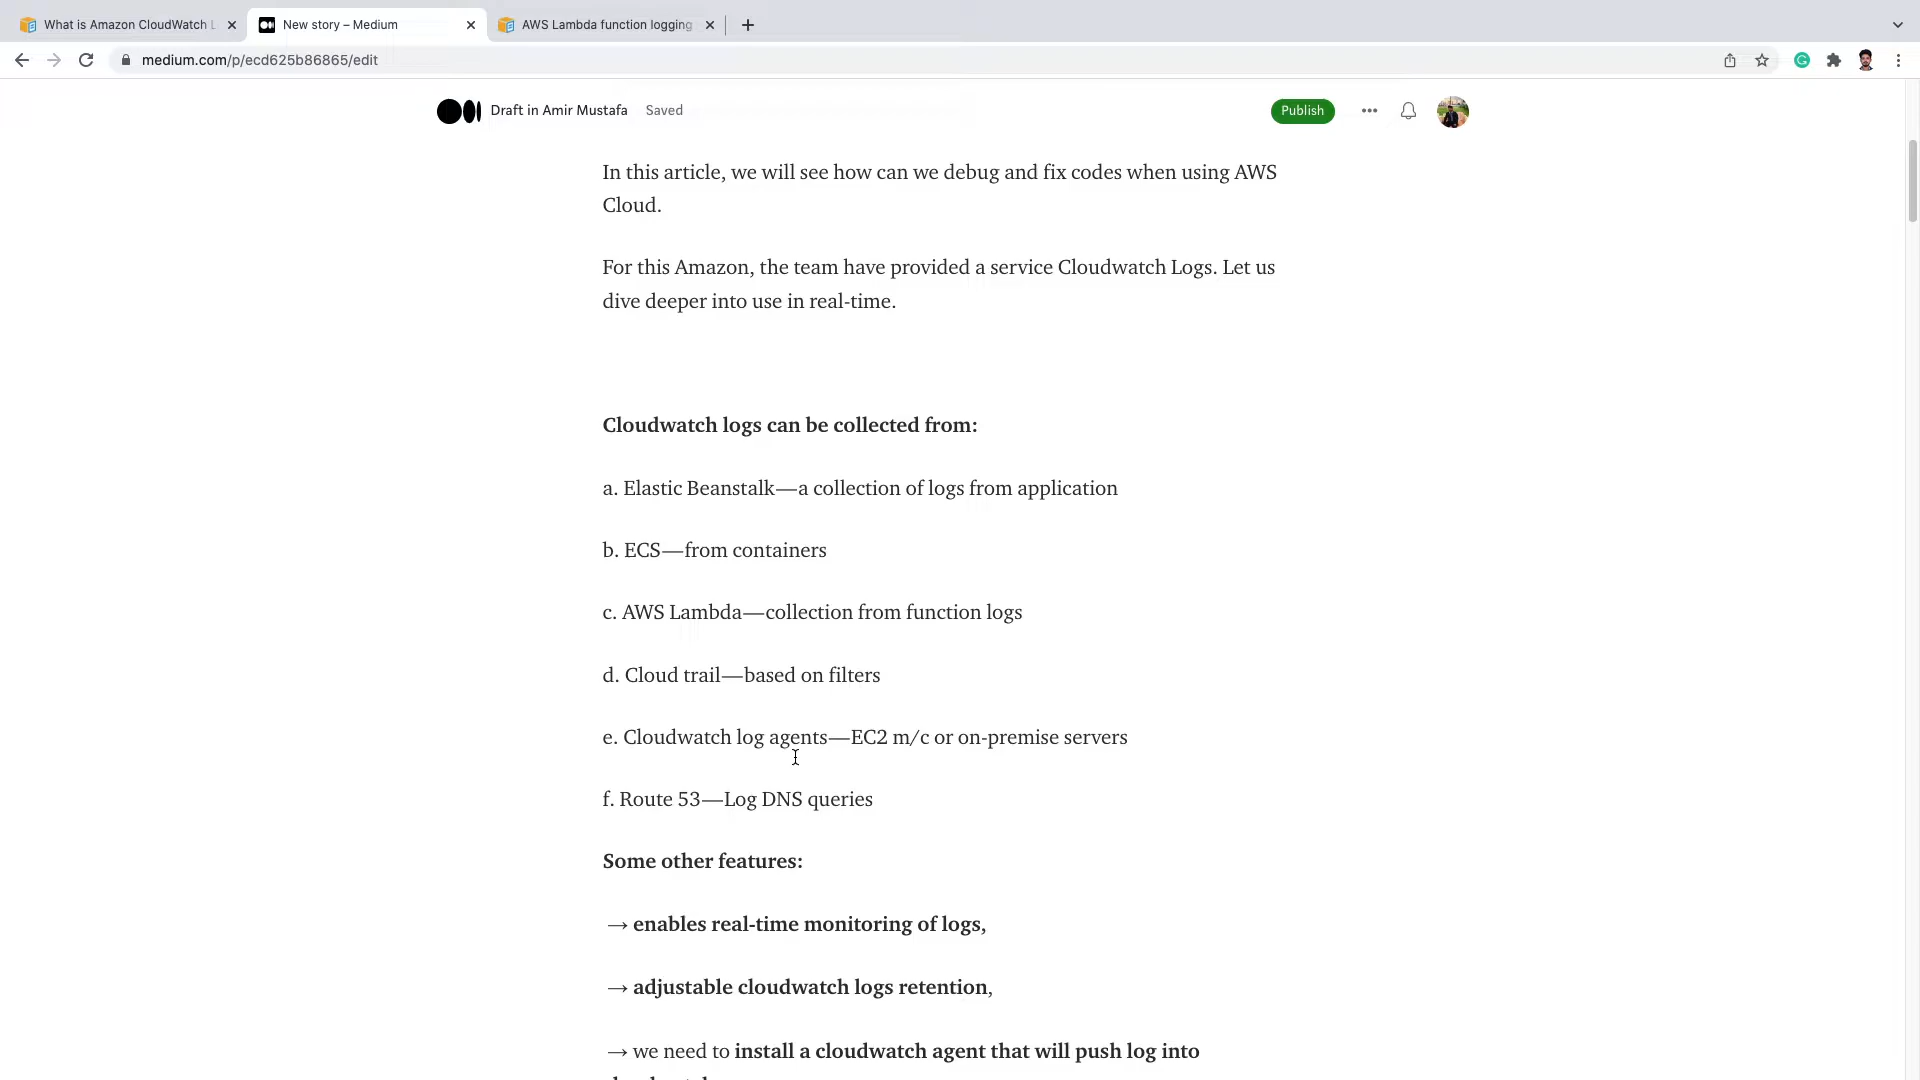 What is Amazon CloudWatch L
New story – Medium
AWS Lambda function logging
medium.com/p/ecd625b86865/edit
Draft in Amir Mustafa Saved
Publish
In this article, we will see how can we debug and fix codes when using AWS
Cloud.
For this Amazon, the team have provided a service Cloudwatch Logs. Let us
dive deeper into use in real-time.
Cloudwatch logs can be collected from:
a. Elastic Beanstalk — a collection of logs from application
b. ECS — from containers
c. AWS Lambda — collection from function logs
d. Cloud trail — based on filters
e. Cloudwatch log agents — EC2 m/c or on-premise servers
f. Route 53 — Log DNS queries
Some other features:
→ enables real-time monitoring of logs,
→ adjustable cloudwatch logs retention,
→ we need to install a cloudwatch agent that will push log into